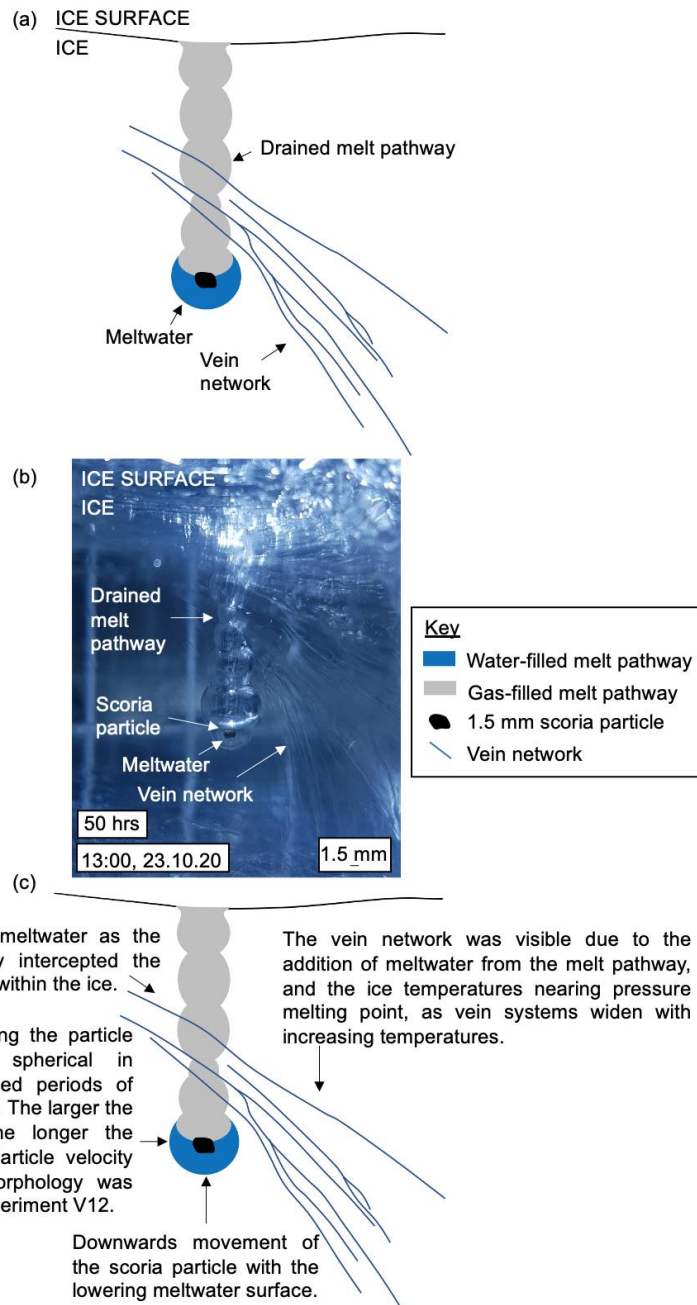 (a)
ICE SURFACE
ICE
Drained melt pathway
Meltwater
Vein
network
(b)
ICE SURFACE
ICE
Drained
melt
pathway
Scoria
particle
Meltwater
Vein network
50 hrs
13:00, 23.10.20
1.5 mm
Key
Water-filled melt pathway
Gas-filled melt pathway
1.5 mm scoria particle
Vein network
(c)
meltwater as the
intercepted the
within the ice.
ing the particle
spherical in
ed periods of
The larger the
ne longer the
article velocity
orphology was
eriment V12.
The vein network was visible due to the
addition of meltwater from the melt pathway,
and the ice temperatures nearing pressure
melting point, as vein systems widen with
increasing temperatures.
Downwards movement of
the scoria particle with the
lowering meltwater surface.